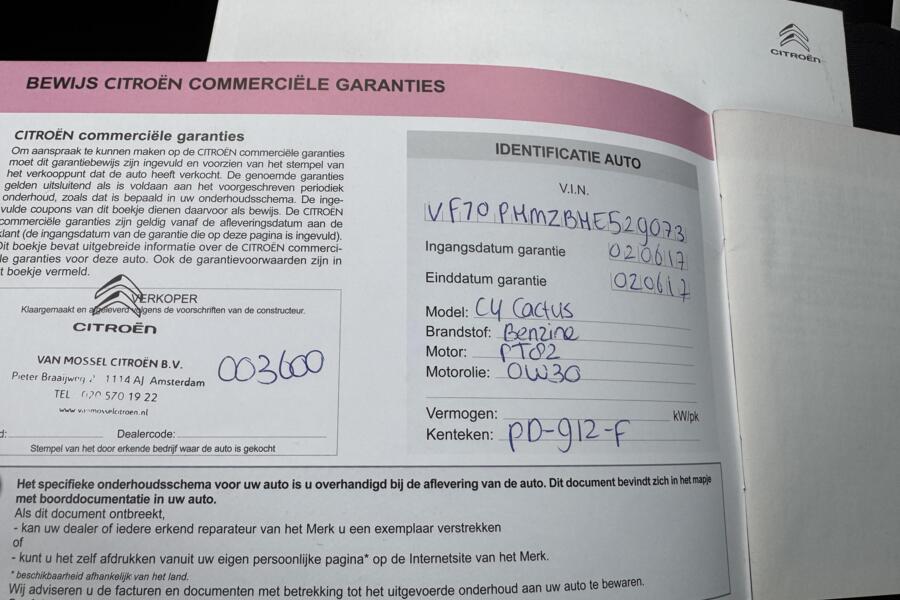 CITROËN
BEWIJS CITROËN COMMERCIËLE GARANTIES
CITROËN commerciële garanties
Om aanspraak te kunnen maken op de CITROËN commerciële garanties
moet dit garantiebewijs zijn ingevuld en voorzien van het stempel van
het verkooppunt dat de auto heeft verkocht. De genoemde garanties
gelden uitsluitend als is voldaan aan het voorgeschreven periodiek
onderhoud, zoals dat is bepaald in uw onderhoudsschema. De inge-
vulde coupons van dit boekje dienen daarvoor als bewijs. De CITROËN
commerciële garanties zijn geldig vanaf de afleveringsdatum aan de
klant (de ingangsdatum van de garantie die op deze pagina is ingevuld).
Dit boekje bevat uitgebreide informatie over de CITROËN commerci-
le garanties voor deze auto. Ook de garantievoorwaarden zijn in
t boekje vermeld.
VERKOPER
Klaargemaakt en afgeleverd volgens de voorschriften van de constructeur.
CITROËN
VAN MOSSEL CITROËN B.V.
Pieter Braaijweg 1114 AJ Amsterdam
TEL 020 570 19 22
www.vanmosselcitroen.nl
003600
d:
Dealercode:
Stempel van het door erkende bedrijf waar de auto is gekocht
IDENTIFICATIE AUTO
V.I.N.
VF70PHMZBHE529073
Ingangsdatum garantie 020617
Einddatum garantie 020617
Model: C4 Cactus
Brandstof: Benzine
Motor: PT82
Motorolie: 0W30
Vermogen: kW/pk
Kenteken: PD-912-F
Het specifieke onderhoudsschema voor uw auto is u overhandigd bij de aflevering van de auto. Dit document bevindt zich in het mapje
met boorddocumentatie in uw auto.
Als dit document ontbreekt,
- kan uw dealer of iedere erkend reparateur van het Merk u een exemplaar verstrekken
of
- kunt u het zelf afdrukken vanuit uw eigen persoonlijke pagina* op de Internetsite van het Merk.
* beschikbaarheid afhankelijk van het land.
Wij adviseren u de facturen en documenten met betrekking tot het uitgevoerde onderhoud aan uw auto te bewaren.